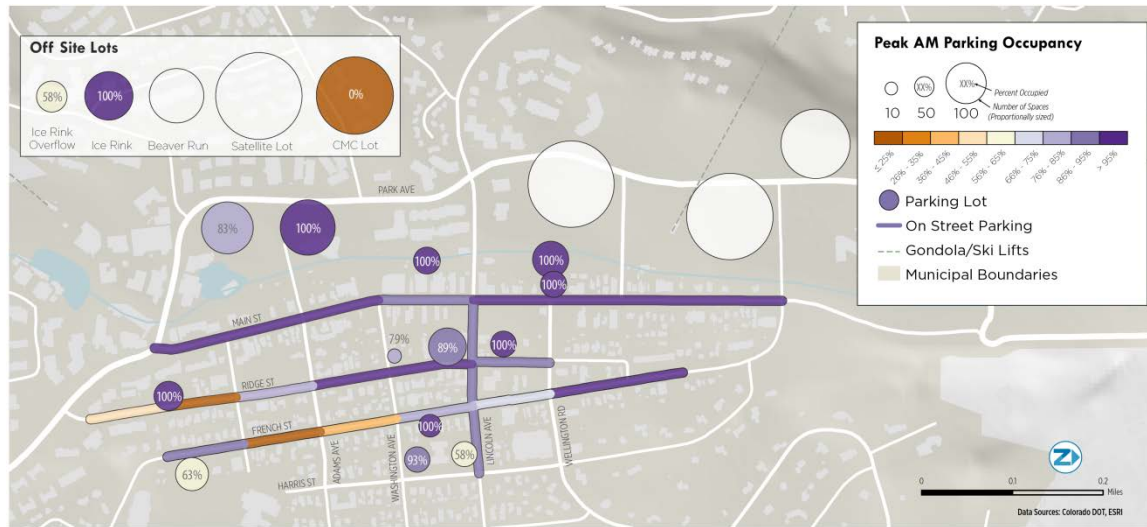 Off Site Lots
58%
100%
0%
Ice Rink
Overflow
Ice Rink
Beaver Run
Satellite Lot
CMC Lot
Peak AM Parking Occupancy
XX%
XX%
Percent Occupied
Number of Spaces
(Proportionally sized)
10
50
100
≤ 25%
26% - 35%
36% - 45%
46% - 55%
56% - 65%
66% - 75%
76% - 85%
86% - 95%
> 95%
Parking Lot
On Street Parking
Gondola/Ski Lifts
Municipal Boundaries
PARK AVE
83%
100%
100%
100%
100%
MAIN ST
79%
89%
100%
RIDGE ST
100%
FRENCH ST
100%
ADAMS AVE
WASHINGTON AVE
LINCOLN AVE
WELLINGTON RD
63%
93%
58%
HARRIS ST
Z
0
0.1
0.2
Miles
Data Sources: Colorado DOT, ESRI